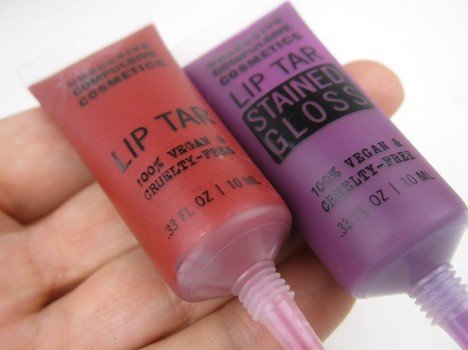 OBSESSIVE
COMPULSIVE
COSMETICS
LIP TAR
100% VEGAN &
CRUELTY-FREE
.33 FL OZ | 10 ML
OBSESSIVE
COMPULSIVE
COSMETICS
LIP TAR
STAINED
GLOSS
100% VEGAN &
CRUELTY-FREE
.33 FL OZ | 10 ML